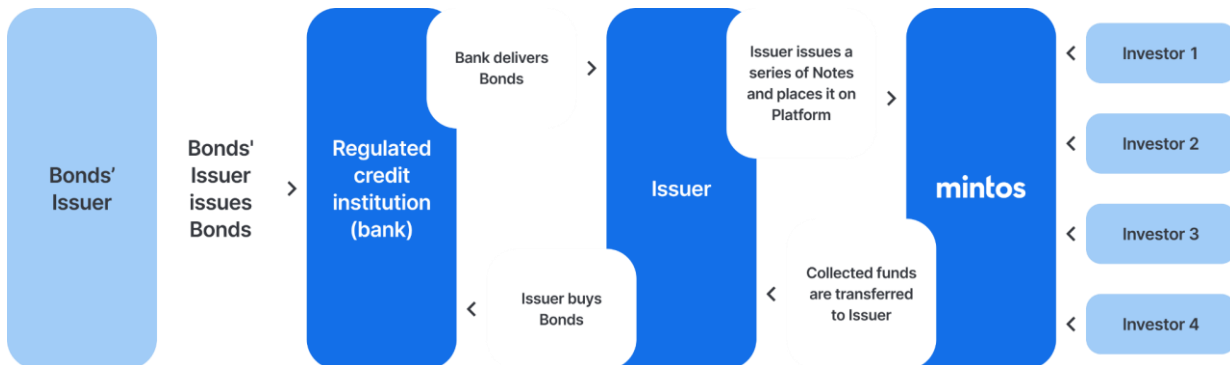 Bonds’
Issuer
Bonds'
Issuer
issues
Bonds
Regulated
credit
institution
(bank)
Bank delivers
Bonds
Issuer buys
Bonds
Issuer
Issuer issues a
series of Notes
and places it on
Platform
Collected funds
are transferred
to Issuer
mintos
Investor 1
Investor 2
Investor 3
Investor 4